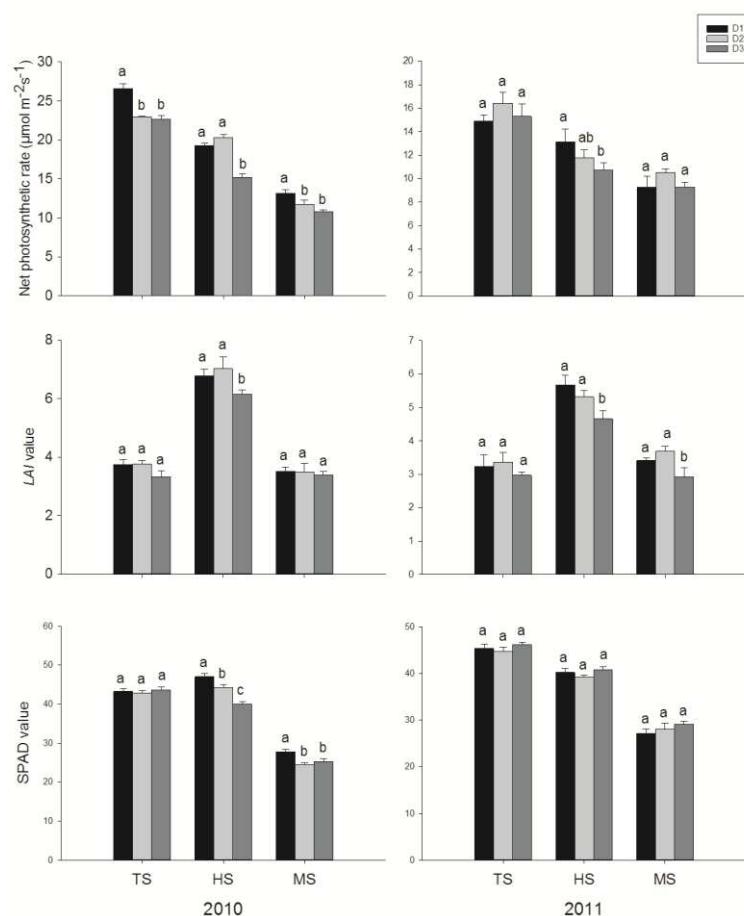 D1
D2
D3
Net photosynthetic rate (μmol m⁻²s⁻¹)
30
25
20
15
10
5
0
a b b
a a b
a b b
20
18
16
14
12
10
8
6
4
2
0
a a a
a ab b
a a a
LAI value
8
6
4
2
0
a a a
a a b
a a a
7
6
5
4
3
2
1
0
a a a
a a b
a a b
SPAD value
60
50
40
30
20
10
0
a a a
a b c
a b b
50
40
30
20
10
0
a a a
a a a
a a a
TS HS MS
TS HS MS
2010
2011